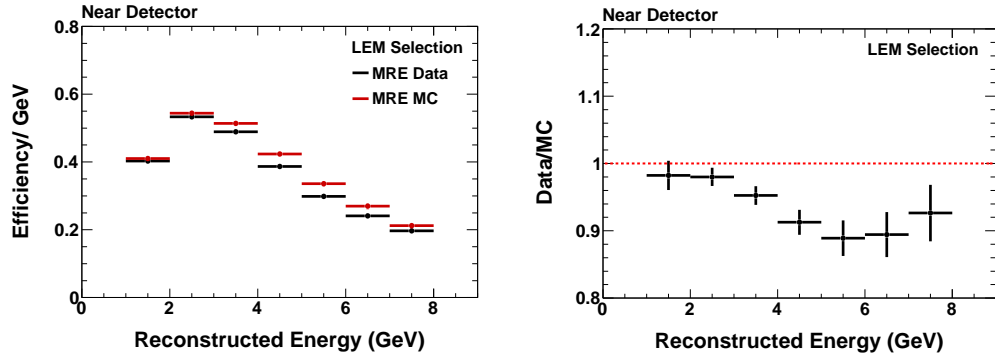 Near Detector
0.8
0.6
0.4
0.2
0
Efficiency/ GeV
LEM Selection
MRE Data
MRE MC
0 2 4 6 8
Reconstructed Energy (GeV)
Near Detector
1.2
1.1
1
0.9
0.8
Data/MC
LEM Selection
0 2 4 6 8
Reconstructed Energy (GeV)